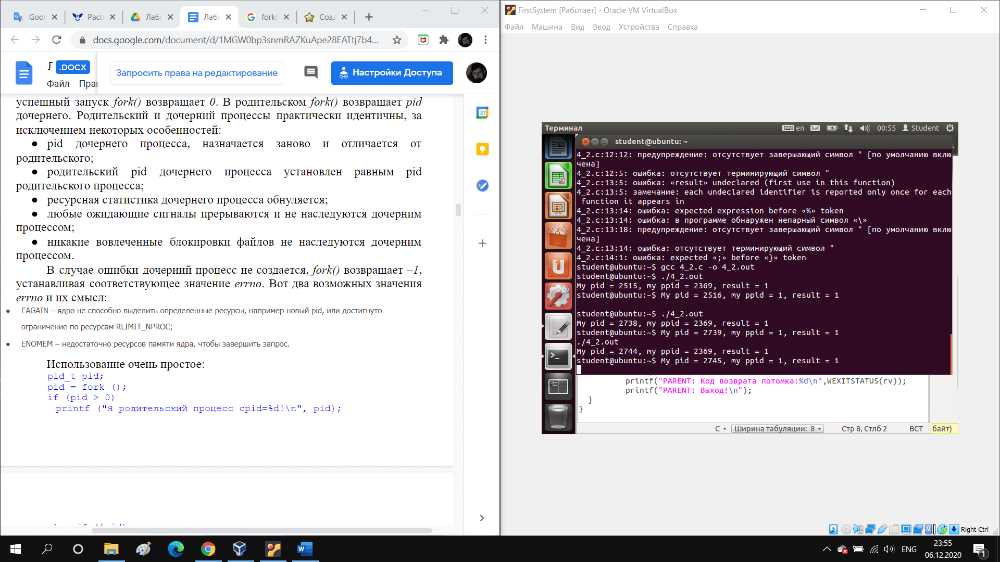 Goog
Расп
Лабо
Лабо
fork(
Созд
docs.google.com/document/d/1MGW0bp3snmRAZKuApe28EATtj7b4...
Л .DOCX
Файл Прав
Запросить права на редактирование
Настройки Доступа
успешный запуск fork() возвращает 0. В родительском fork() возвращает pid
дочернего. Родительский и дочерний процессы практически идентичны, за
исключением некоторых особенностей:
● pid дочернего процесса, назначается заново и отличается от
родительского;
● родительский pid дочернего процесса установлен равным pid
родительского процесса;
● ресурсная статистика дочернего процесса обнуляется;
● любые ожидающие сигналы прерываются и не наследуются дочерним
процессом;
● никакие вовлеченные блокировки файлов не наследуются дочерним
процессом.
В случае ошибки дочерний процесс не создается, fork() возвращает –1,
устанавливая соответствующее значение errno. Вот два возможных значения
errno и их смысл:
● EAGAIN – ядро не способно выделить определенные ресурсы, например новый pid, или достигнуто
ограничение по ресурсам RLIMIT_NPROC;
● ENOMEM – недостаточно ресурсов памяти ядра, чтобы завершить запрос.
Использование очень простое:
pid_t pid;
pid = fork ();
if (pid > 0)
printf ("Я родительский процесс cpid=%d!\n", pid);
31
FirstSystem [Работает] - Oracle VM VirtualBox
Файл Машина Вид Ввод Устройства Справка
Терминал en 00:55 Student
student@ubuntu: ~
4_2.c:12:12: предупреждение: отсутствует завершающий символ " [по умолчанию вклю
чена]
4_2.c:12:5: ошибка: отсутствует терминирующий символ "
4_2.c:13:5: ошибка: «result» undeclared (first use in this function)
4_2.c:13:5: замечание: each undeclared identifier is reported only once for each
function it appears in
4_2.c:13:14: ошибка: expected expression before «%» token
4_2.c:13:14: ошибка: в программе обнаружен непарный символ «\»
4_2.c:13:18: предупреждение: отсутствует завершающий символ " [по умолчанию вклю
чена]
4_2.c:13:14: ошибка: отсутствует терминирующий символ "
4_2.c:14:1: ошибка: expected «;» before «}» token
student@ubuntu:~$ gcc 4_2.c -o 4_2.out
student@ubuntu:~$ ./4_2.out
My pid = 2515, my ppid = 2369, result = 1
student@ubuntu:~$ My pid = 2516, my ppid = 1, result = 1
student@ubuntu:~$ ./4_2.out
My pid = 2738, my ppid = 2369, result = 1
student@ubuntu:~$ My pid = 2739, my ppid = 1, result = 1
./4_2.out
My pid = 2744, my ppid = 2369, result = 1
student@ubuntu:~$ My pid = 2745, my ppid = 1, result = 1
printf("PARENT: Код возврата потомка:%d\n",WEXITSTATUS(rv));
printf("PARENT: Выход!\n");
}
}
C Ширина табуляции: 8 Стр 8, Стлб 2 ВСТ байт)
Right Ctrl
ENG
23:55
06.12.2020
1